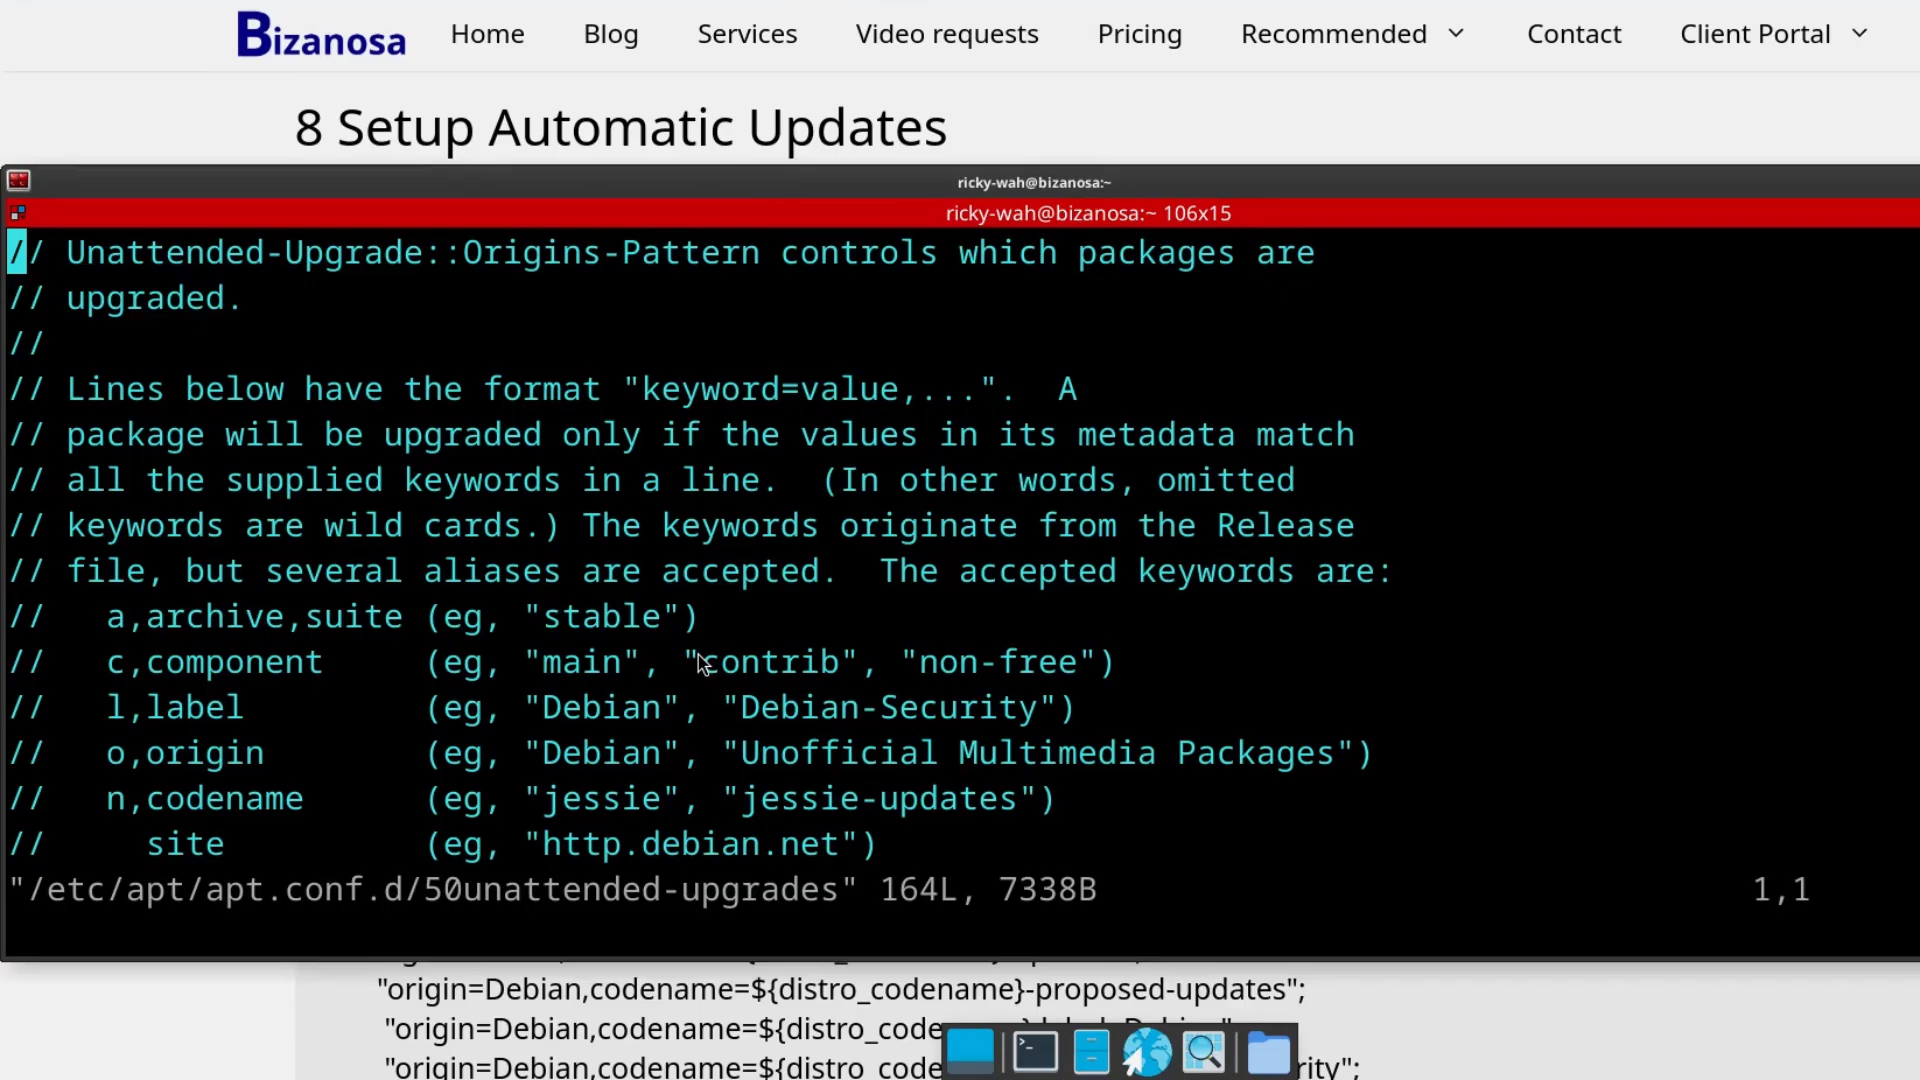 Bizanosa Home Blog Services Video requests Pricing Recommended Contact Client Portal
8 Setup Automatic Updates
ricky-wah@bizanosa:~
ricky-wah@bizanosa:~ 106x15
// Unattended-Upgrade::Origins-Pattern controls which packages are
// upgraded.
//
// Lines below have the format "keyword=value,...".  A
// package will be upgraded only if the values in its metadata match
// all the supplied keywords in a line.  (In other words, omitted
// keywords are wild cards.) The keywords originate from the Release
// file, but several aliases are accepted.  The accepted keywords are:
//   a,archive,suite (eg, "stable")
//   c,component     (eg, "main", "contrib", "non-free")
//   l,label         (eg, "Debian", "Debian-Security")
//   o,origin        (eg, "Debian", "Unofficial Multimedia Packages")
//   n,codename      (eg, "jessie", "jessie-updates")
//     site          (eg, "http.debian.net")
"/etc/apt/apt.conf.d/50unattended-upgrades" 164L, 7338B 1,1
"origin=Debian,codename=${distro_codename}-proposed-updates";
"origin=Debian,codename=${distro_code
"origin=Debian,codename=${distro_code rity";